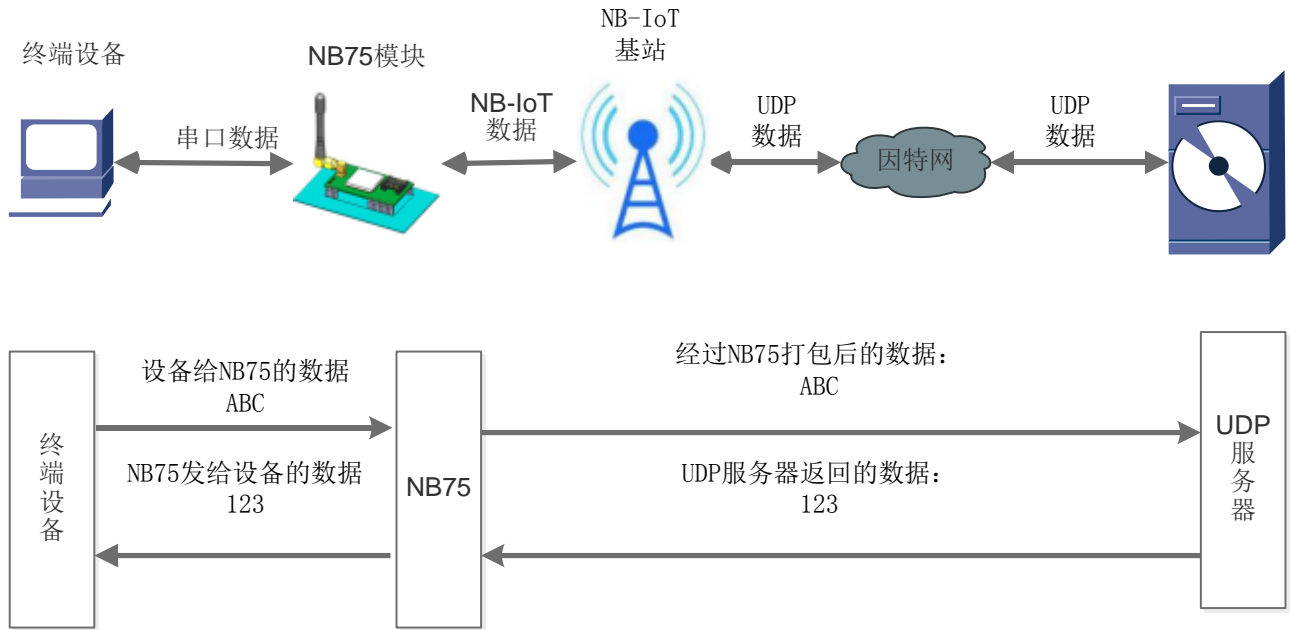 NB-IoT
基站
终端设备
NB75模块
串口数据
NB-IoT
数据
UDP
数据
因特网
UDP
数据
设备给NB75的数据
ABC
经过NB75打包后的数据：
ABC
终端设备
NB75发给设备的数据
123
NB75
UDP服务器返回的数据：
123
UDP
服务器